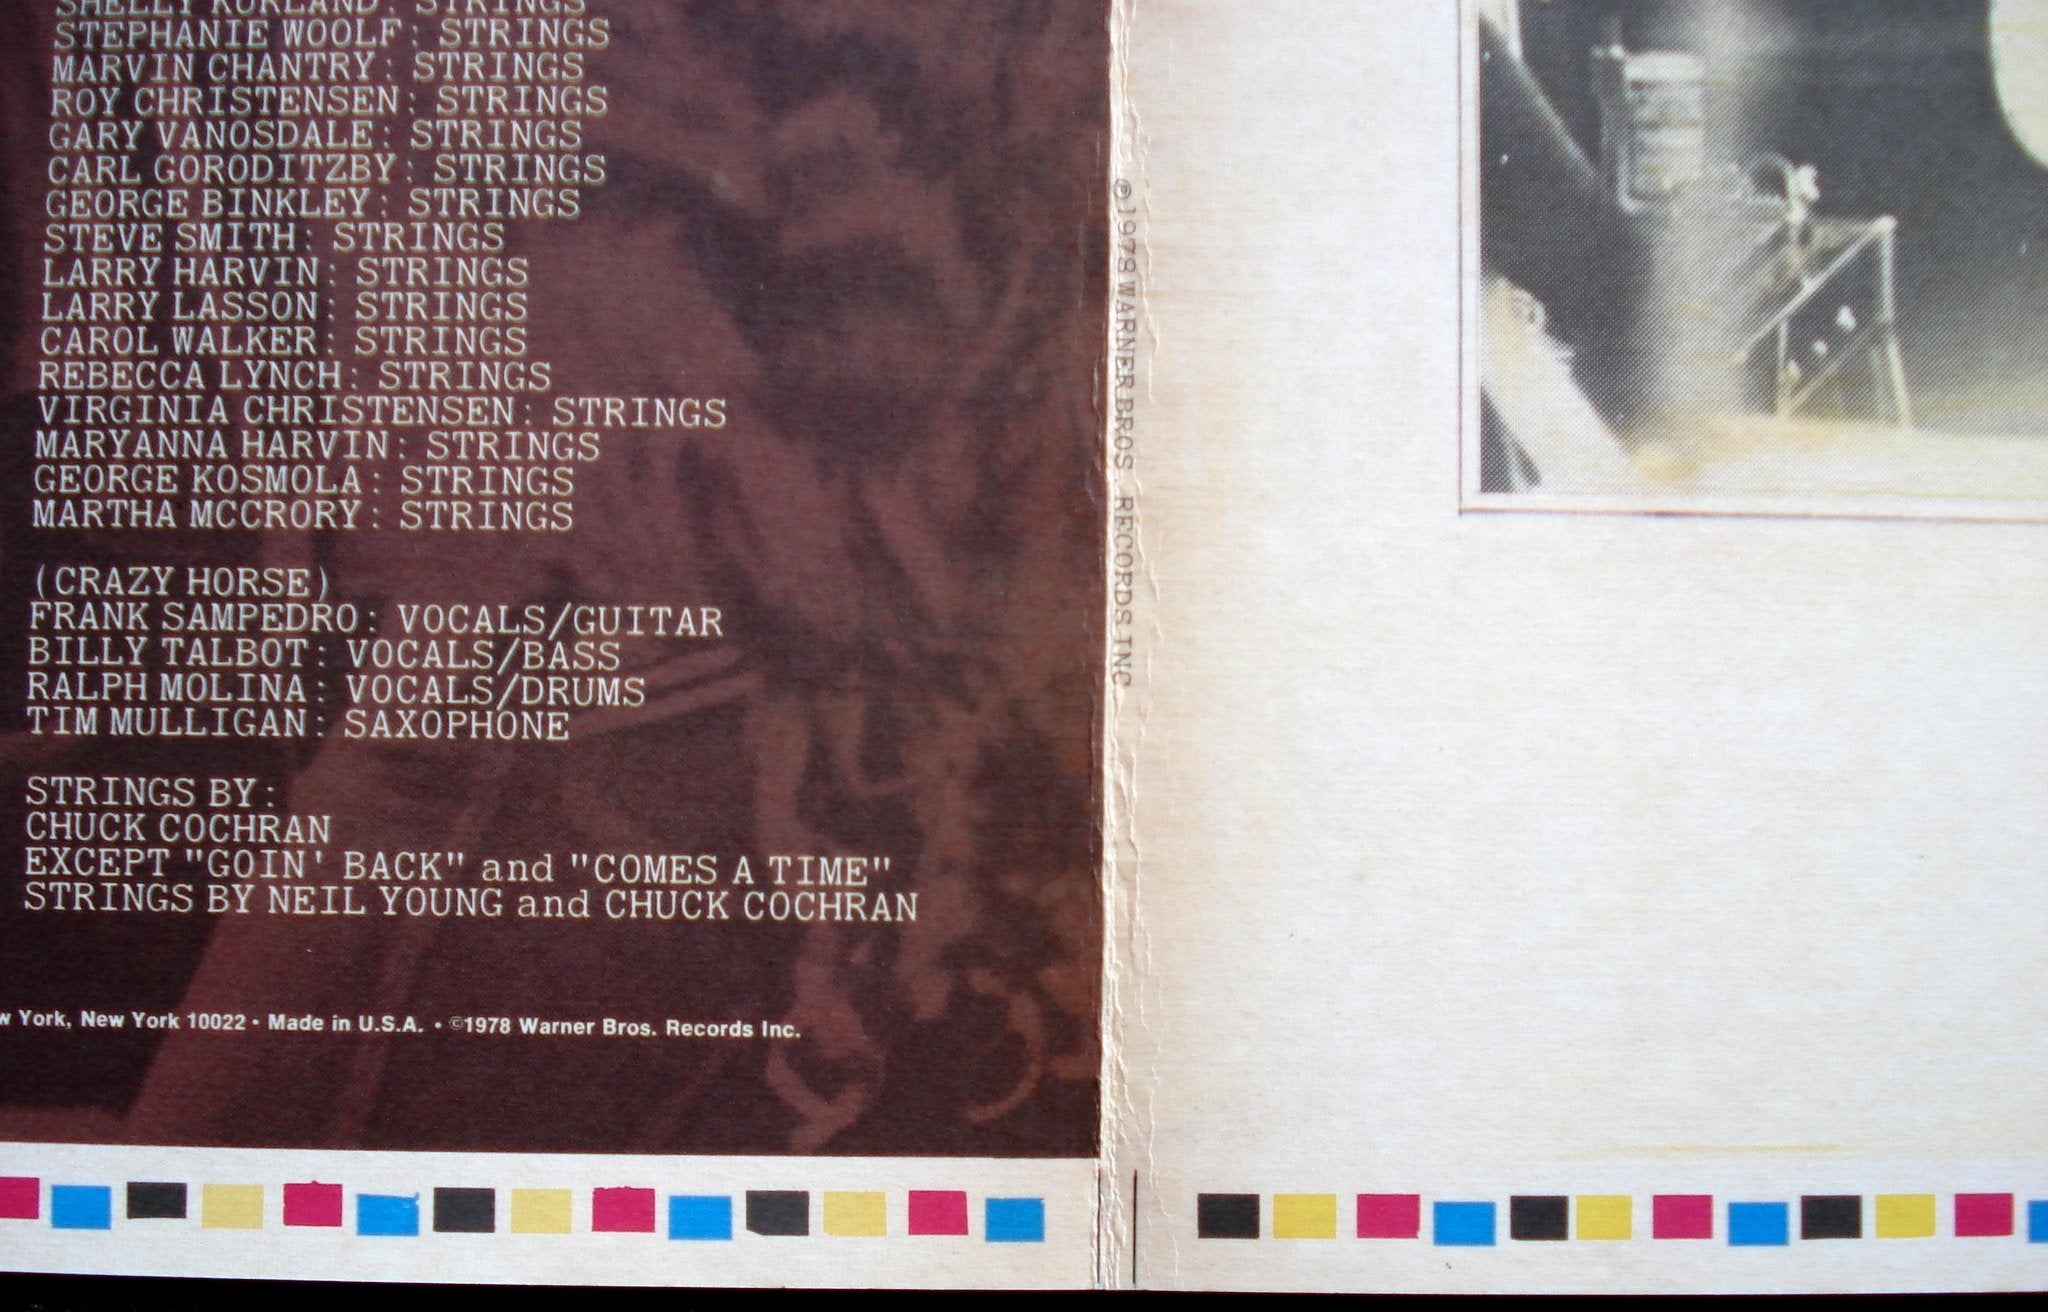 SHELLY KURLAND: STRINGS
STEPHANIE WOOLF: STRINGS
MARVIN CHANTRY: STRINGS
ROY CHRISTENSEN: STRINGS
GARY VANOSDALE: STRINGS
CARL GORODITZBY: STRINGS
GEORGE BINKLEY: STRINGS
STEVE SMITH: STRINGS
LARRY HARVIN: STRINGS
LARRY LASSON: STRINGS
CAROL WALKER: STRINGS
REBECCA LYNCH: STRINGS
VIRGINIA CHRISTENSEN: STRINGS
MARYANNA HARVIN: STRINGS
GEORGE KOSMOLA: STRINGS
MARTHA MCCRORY: STRINGS
(CRAZY HORSE)
FRANK SAMPEDRO: VOCALS/GUITAR
BILLY TALBOT: VOCALS/BASS
RALPH MOLINA: VOCALS/DRUMS
TIM MULLIGAN: SAXOPHONE
STRINGS BY:
CHUCK COCHRAN
EXCEPT "GOIN' BACK" and "COMES A TIME"
STRINGS BY NEIL YOUNG and CHUCK COCHRAN
w York, New York 10022 • Made in U.S.A. • ©1978 Warner Bros. Records Inc.
©1978 WARNER BROS RECORDS INC